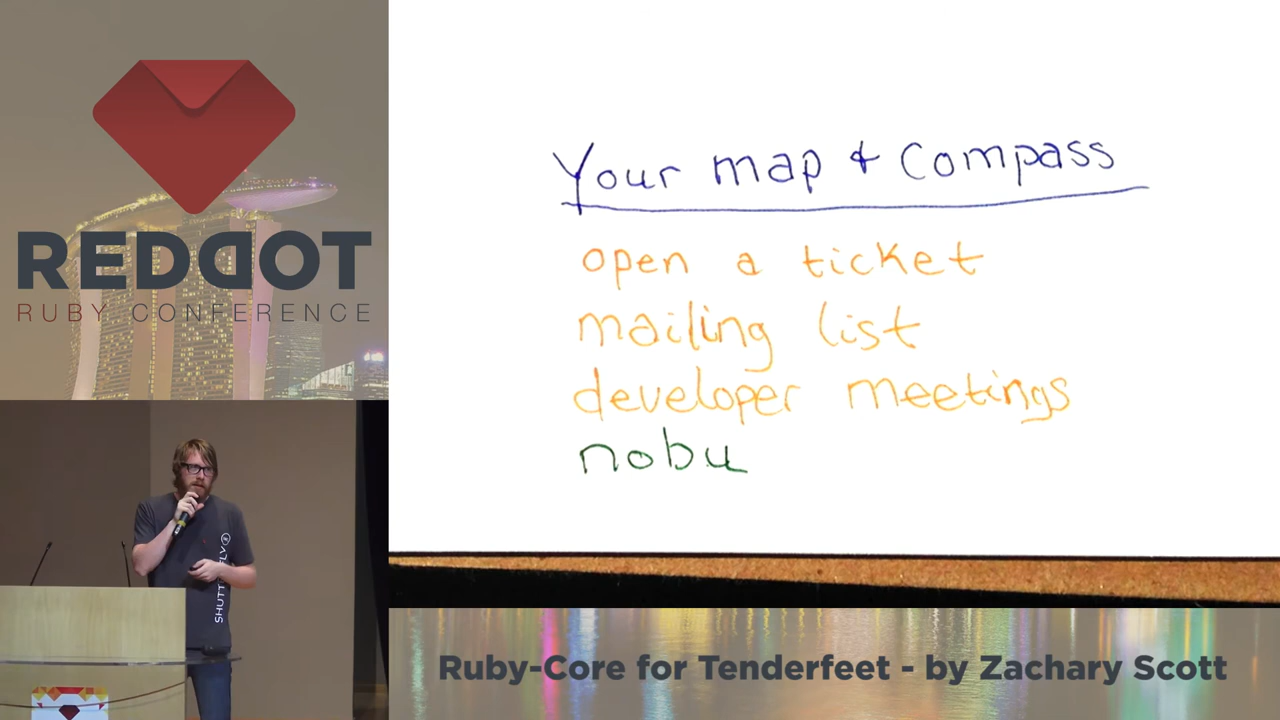 REDDOT
RUBY CONFERENCE
Your map & Compass
open a ticket
mailing list
developer meetings
nobu
Ruby-Core for Tenderfeet - by Zachary Scott